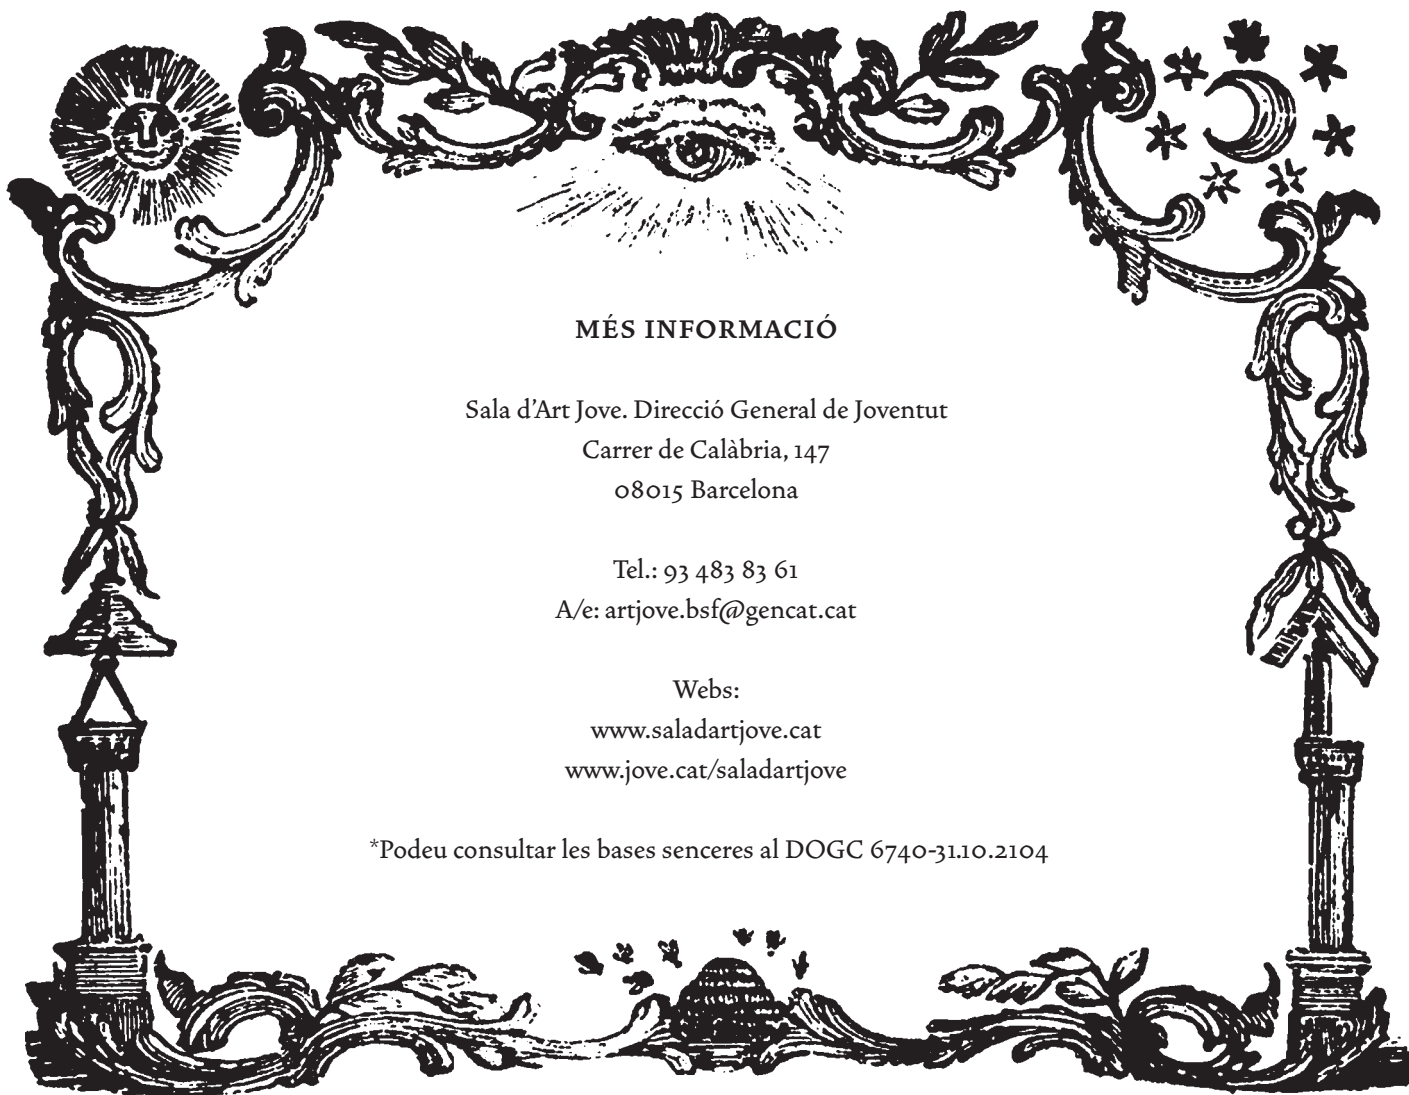 MÉS INFORMACIÓ
Sala d’Art Jove. Direcció General de Joventut
Carrer de Calàbria, 147
08015 Barcelona
Tel.: 93 483 83 61
A/e: artjove.bsf@gencat.cat
Webs:
www.saladartjove.cat
www.jove.cat/saladartjove
*Podeu consultar les bases senceres al DOGC 6740-31.10.2104